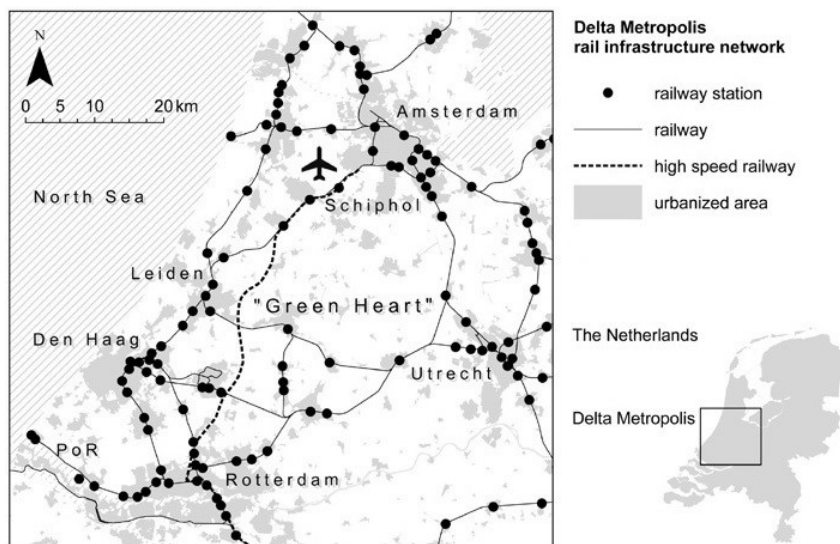 N
0 5 10 20 km
North Sea
Amsterdam
Schiphol
Leiden
"Green Heart"
Den Haag
Utrecht
PoR
Rotterdam
Delta Metropolis
rail infrastructure network
railway station
railway
high speed railway
urbanized area
The Netherlands
Delta Metropolis